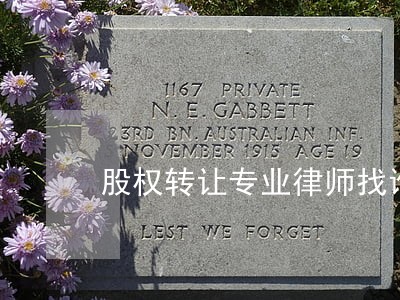 1167 PRIVATE
N. E. GABBETT
23RD BN. AUSTRALIAN INF.
NOVEMBER 1915 AGE 19
股权转让专业律师找
LEST WE FORGET